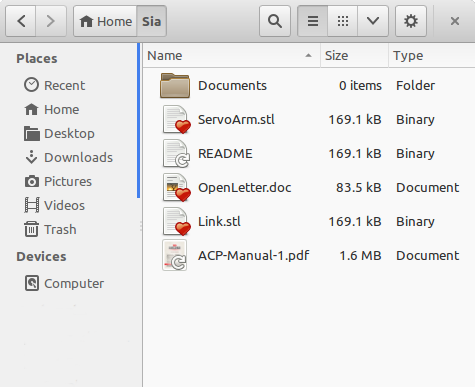 Home Sia
Places
Recent
Home
Desktop
Downloads
Pictures
Videos
Trash
Devices
Computer
Name Size Type
Documents 0 items Folder
ServoArm.stl 169.1 kB Binary
README 169.1 kB Binary
OpenLetter.doc 83.5 kB Document
Link.stl 169.1 kB Binary
ACP-Manual-1.pdf 1.6 MB Document